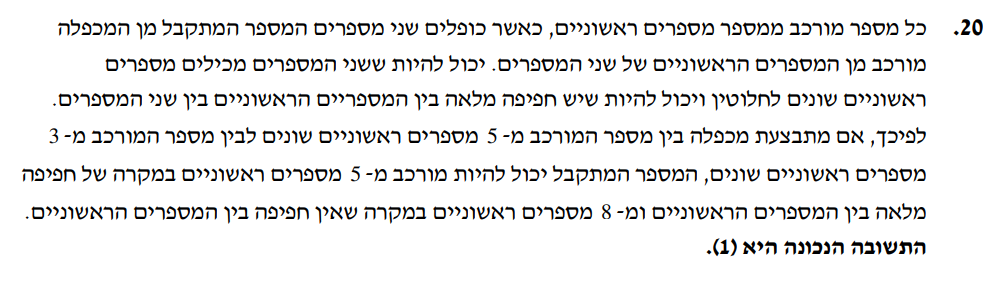 20. כל מספר מורכב ממספר מספרים ראשוניים, כאשר כופלים שני מספרים המספר המתקבל מן המכפלה
מורכב מן המספרים הראשוניים של שני המספרים. יכול להיות ששני המספרים מכילים מספרים
ראשוניים שונים לחלוטין ויכול להיות שיש חפיפה מלאה בין המספריים הראשוניים בין שני המספרים.
לפיכך, אם מתבצעת מכפלה בין מספר המורכב מ- 5 מספרים ראשוניים שונים לבין מספר המורכב מ- 3
מספרים ראשוניים שונים, המספר המתקבל יכול להיות מורכב מ- 5 מספרים ראשוניים במקרה של חפיפה
מלאה בין המספרים הראשוניים ומ- 8 מספרים ראשוניים במקרה שאין חפיפה בין המספרים הראשוניים.
התשובה הנכונה היא (1).